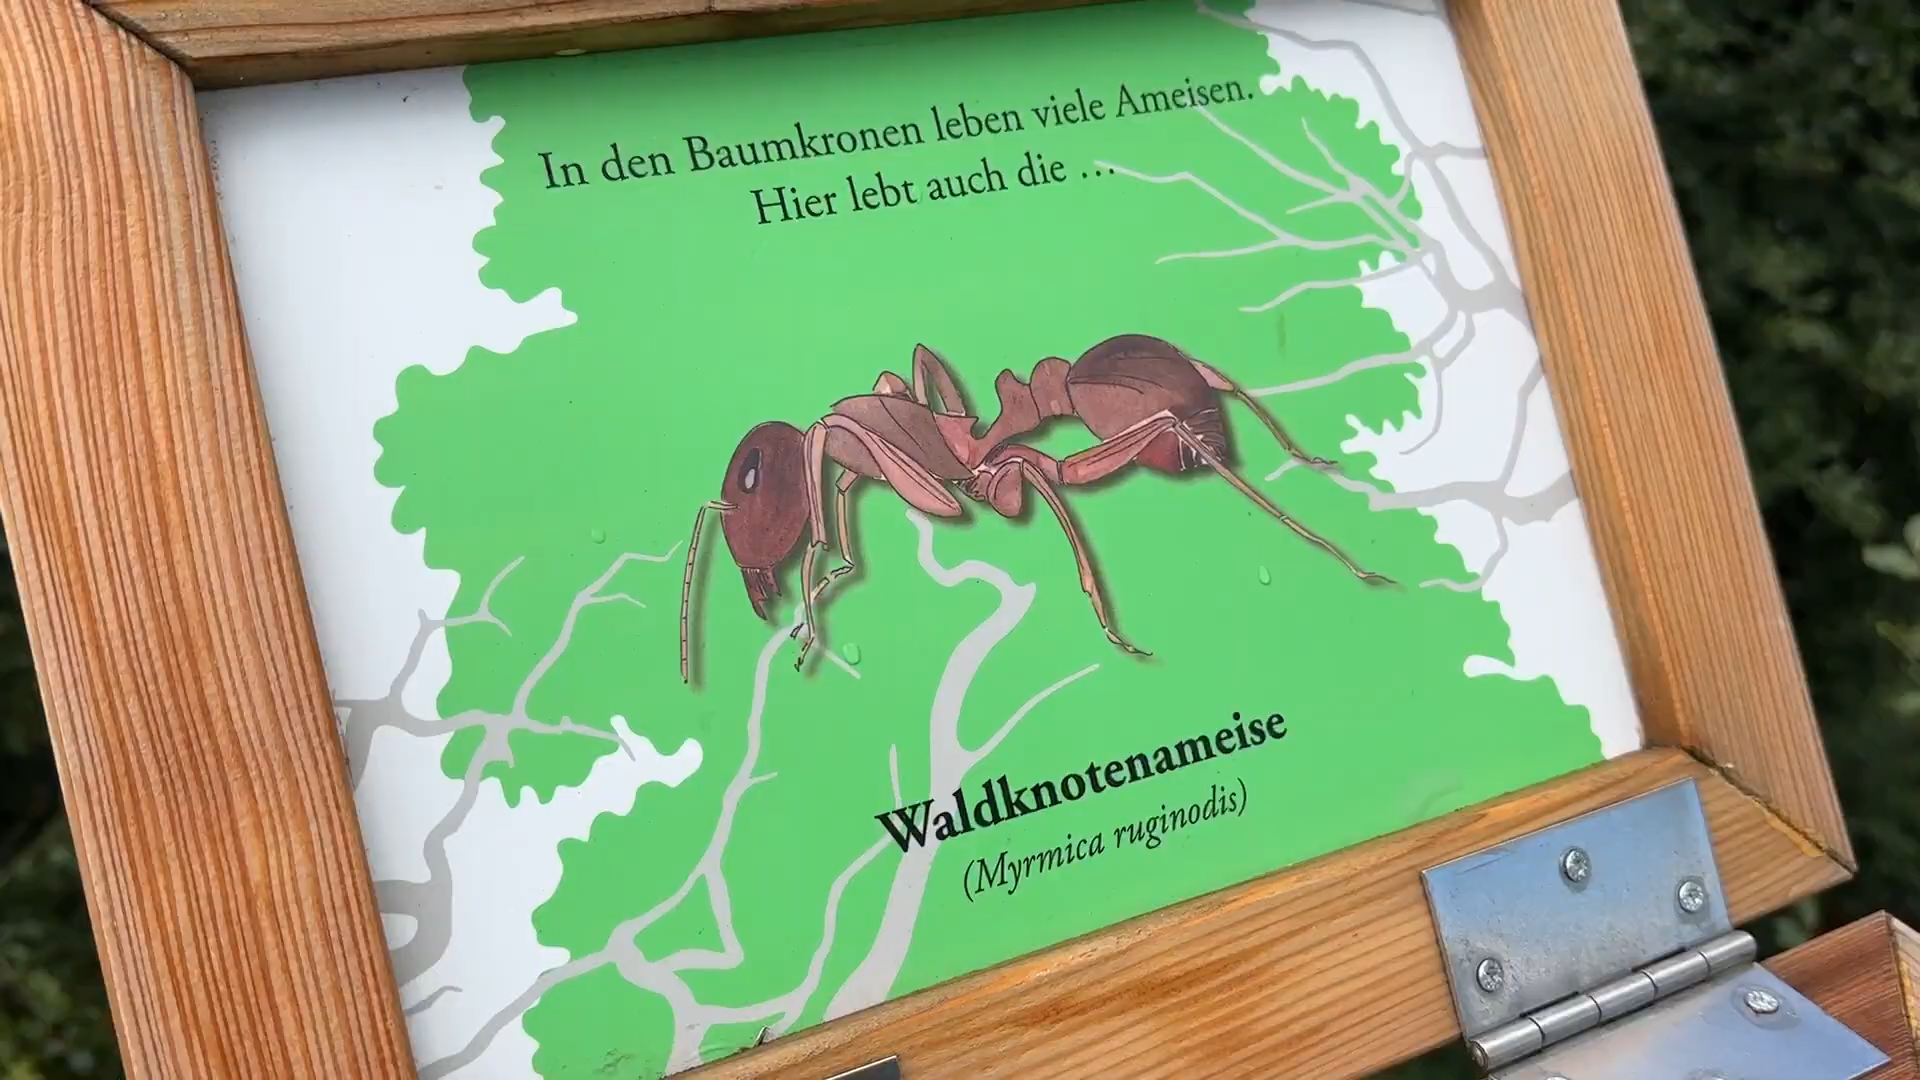 In den Baumkronen leben viele Ameisen.
Hier lebt auch die ...
Waldknotenameise
(Myrmica ruginodis)